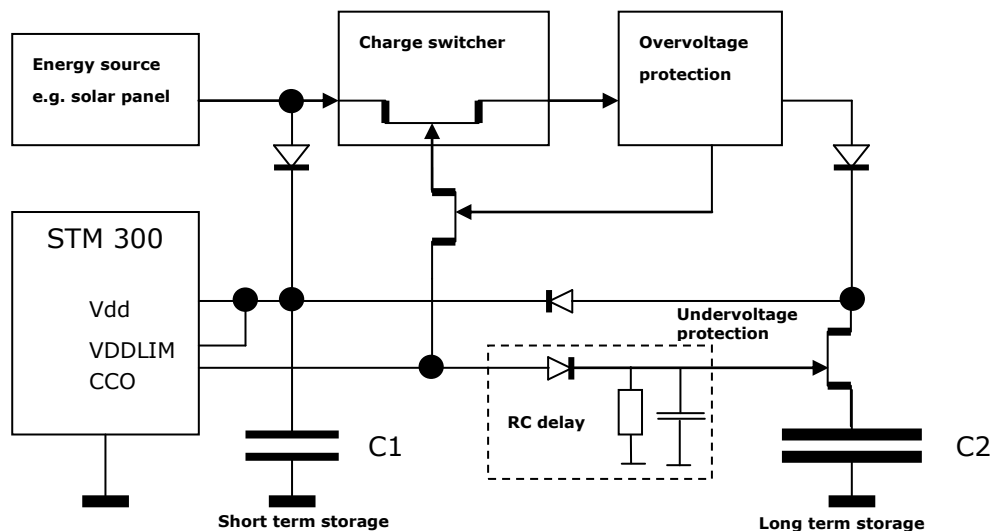 Energy source
e.g. solar panel
Charge switcher
Overvoltage
protection
STM 300
Vdd
VDDLIM
CCO
Undervoltage
protection
RC delay
C1
C2
Short term storage
Long term storage